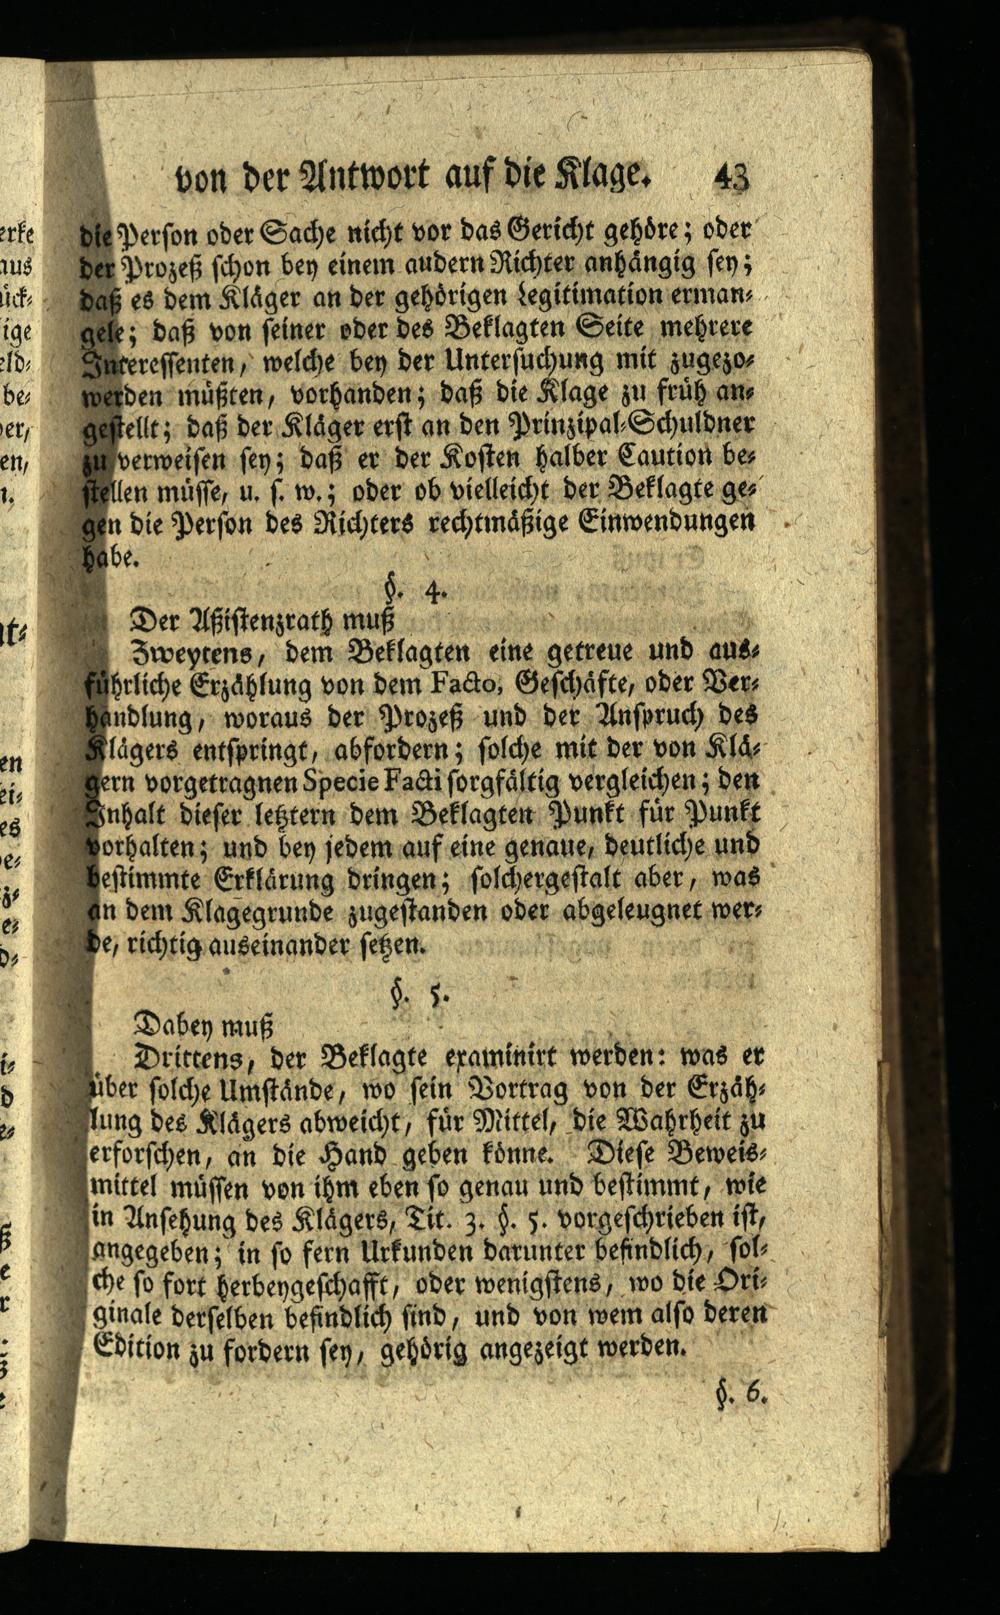 von der Antwort auf die Klage. 43
die Person oder Sache nicht vor das Gericht gehöre; oder
der Prozeß schon bey einem andern Richter anhängig sey;
daß es dem Kläger an der gehörigen Legitimation erman-
gele; daß von seiner oder des Beklagten Seite mehrere
Interessenten, welche bey der Untersuchung mit zugezo-
werden müßten, vorhanden; daß die Klage zu früh an-
gestellt; daß der Kläger erst an den Prinzipal-Schuldner
zu verweisen sey; daß er der Kosten halber Caution be-
stellen müsse, u. s. w.; oder ob vielleicht der Beklagte ge-
gen die Person des Richters rechtmäßige Einwendungen
habe.
§. 4.
Der Aßistenzrath muß
Zweytens, dem Beklagten eine getreue und aus-
führliche Erzählung von dem Facto, Geschäfte, oder Ver-
handlung, woraus der Prozeß und der Anspruch des
Klägers entspringt, abfordern; solche mit der von Klä-
gern vorgetragnen Specie Facti sorgfältig vergleichen; den
Inhalt dieser letztern dem Beklagten Punkt für Punkt
vorhalten; und bey jedem auf eine genaue, deutliche und
bestimmte Erklärung dringen; solchergestalt aber, was
an dem Klagegrunde zugestanden oder abgeleugnet wer-
de, richtig auseinander setzen.
§. 5.
Dabey muß
Drittens, der Beklagte examinirt werden: was er
über solche Umstände, wo sein Vortrag von der Erzäh-
lung des Klägers abweicht, für Mittel, die Wahrheit zu
erforschen, an die Hand geben könne. Diese Beweis-
mittel müssen von ihm eben so genau und bestimmt, wie
in Ansehung des Klägers, Tit. 3. §. 5. vorgeschrieben ist,
angegeben; in so fern Urkunden darunter befindlich, sol-
che so fort herbeygeschafft, oder wenigstens, wo die Ori-
ginale derselben befindlich sind, und von wem also deren
Edition zu fordern sey, gehörig angezeigt werden.
§. 6.